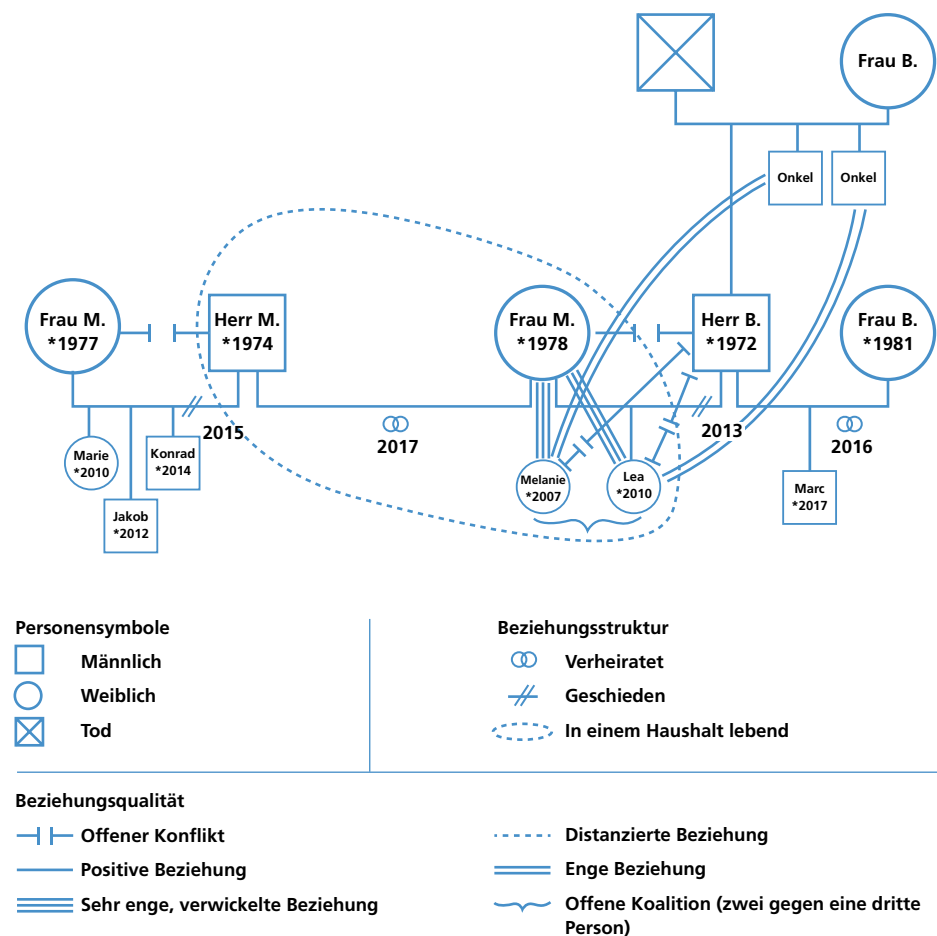 Frau B.
Onkel
Onkel
Frau M.
*1977
Herr M.
*1974
Frau M.
*1978
Herr B.
*1972
Frau B.
*1981
2015
2017
2013
2016
Marie
*2010
Konrad
*2014
Jakob
*2012
Melanie
*2007
Lea
*2010
Marc
*2017
Personensymbole
Männlich
Weiblich
Tod
Beziehungsstruktur
Verheiratet
Geschieden
In einem Haushalt lebend
Beziehungsqualität
Offener Konflikt
Positive Beziehung
Sehr enge, verwickelte Beziehung
Distanzierte Beziehung
Enge Beziehung
Offene Koalition (zwei gegen eine dritte
Person)